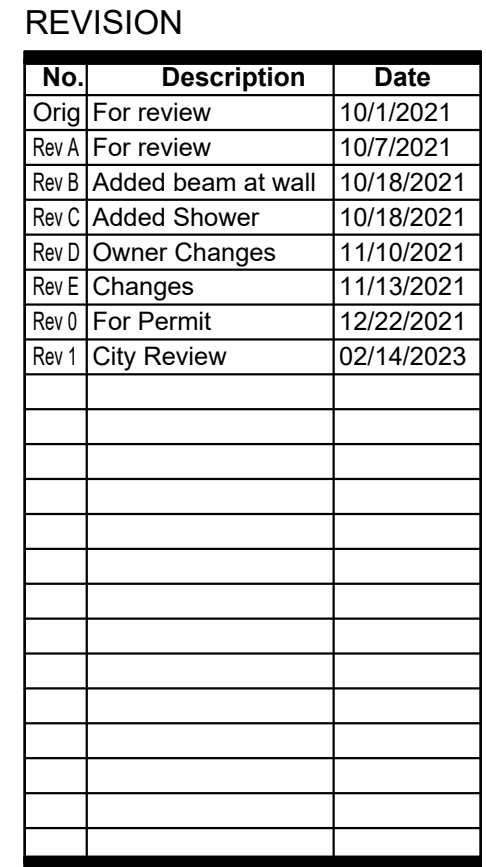 REVISION
No. Description Date
Orig For review 10/1/2021
Rev A For review 10/7/2021
Rev B Added beam at wall 10/18/2021
Rev C Added Shower 10/18/2021
Rev D Owner Changes 11/10/2021
Rev E Changes 11/13/2021
Rev 0 For Permit 12/22/2021
Rev 1 City Review 02/14/2023